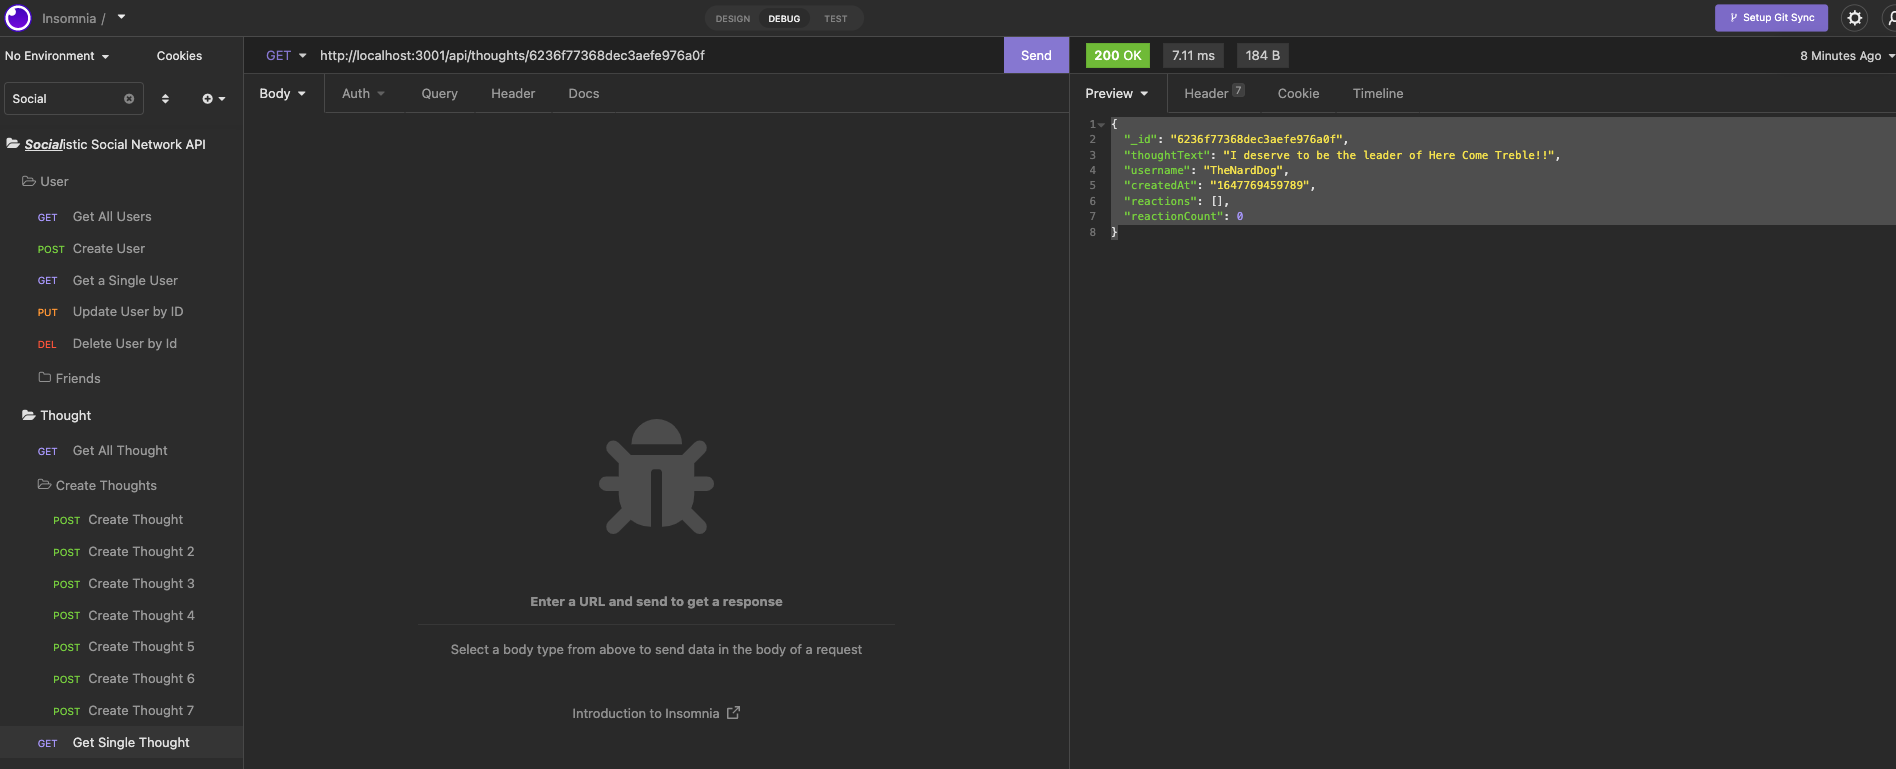 Insomnia /
DESIGN DEBUG TEST
Setup Git Sync
No Environment Cookies
GET http://localhost:3001/api/thoughts/6236f77368dec3aefe976a0f Send
200 OK 7.11 ms 184 B 8 Minutes Ago
Social
Body Auth Query Header Docs
Preview Header 7 Cookie Timeline
Socialistic Social Network API
User
GET Get All Users
POST Create User
GET Get a Single User
PUT Update User by ID
DEL Delete User by Id
Friends
Thought
GET Get All Thought
Create Thoughts
POST Create Thought
POST Create Thought 2
POST Create Thought 3
POST Create Thought 4
POST Create Thought 5
POST Create Thought 6
POST Create Thought 7
GET Get Single Thought
Enter a URL and send to get a response
Select a body type from above to send data in the body of a request
Introduction to Insomnia
1 {
2 "_id": "6236f77368dec3aefe976a0f",
3 "thoughtText": "I deserve to be the leader of Here Come Treble!!",
4 "username": "TheNardDog",
5 "createdAt": "1647769459789",
6 "reactions": [],
7 "reactionCount": 0
8 }